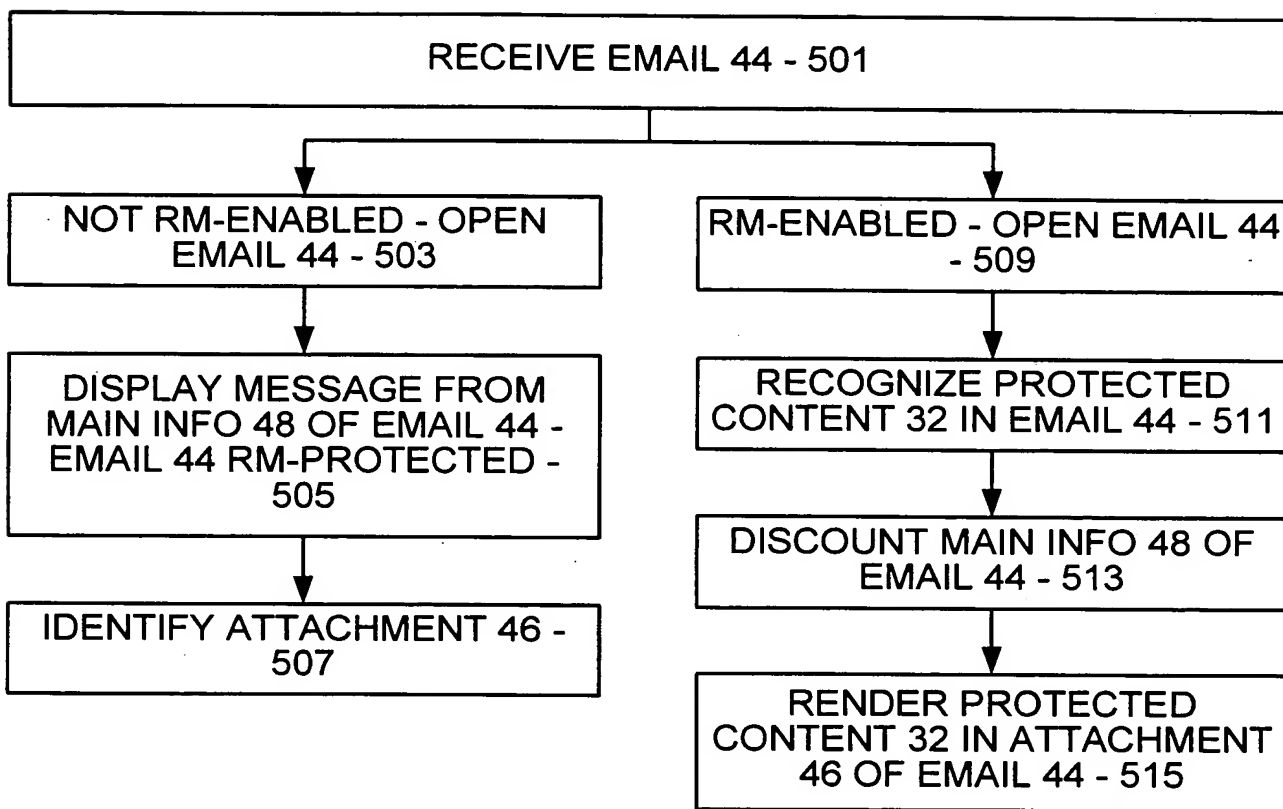 RECEIVE EMAIL 44 - 501
NOT RM-ENABLED - OPEN
EMAIL 44 - 503
DISPLAY MESSAGE FROM
MAIN INFO 48 OF EMAIL 44 -
EMAIL 44 RM-PROTECTED -
505
IDENTIFY ATTACHMENT 46 -
507
RM-ENABLED - OPEN EMAIL 44
- 509
RECOGNIZE PROTECTED
CONTENT 32 IN EMAIL 44 - 511
DISCOUNT MAIN INFO 48 OF
EMAIL 44 - 513
RENDER PROTECTED
CONTENT 32 IN ATTACHMENT
46 OF EMAIL 44 - 515